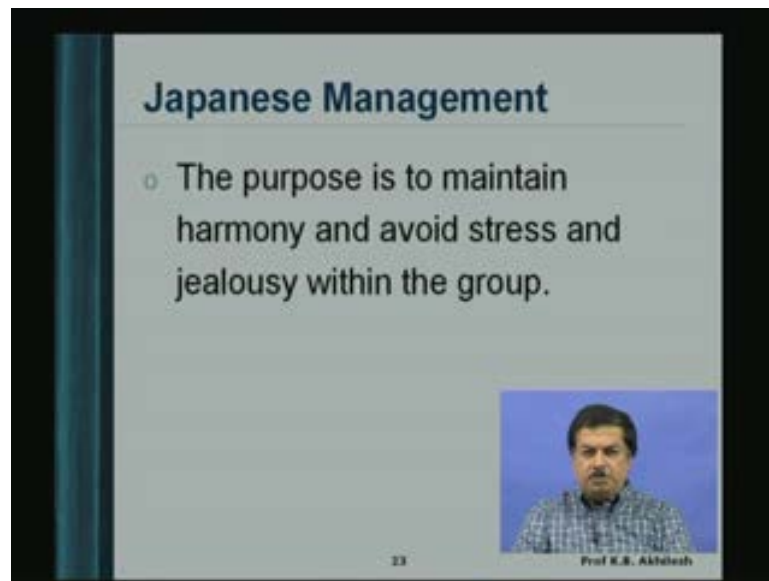 Japanese Management
o The purpose is to maintain
harmony and avoid stress and
jealousy within the group.
23
Prof K.B. Akhilesh